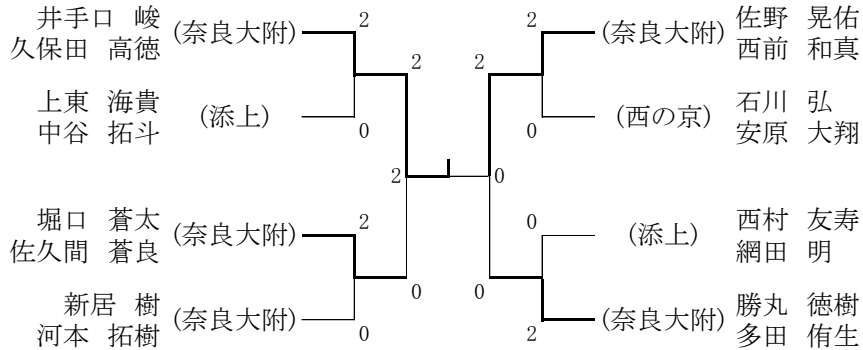 井手口 峻
久保田 高徳
(奈良大附)
2
上東 海貴
中谷 拓斗
(添上)
0
2
堀口 蒼太
佐久間 蒼良
(奈良大附)
2
新居 樹
河本 拓樹
(奈良大附)
0
0
2
0
2
0
2
(奈良大附)
佐野 晃佑
西前 和真
0
(西の京)
石川 弘
安原 大翔
0
(添上)
西村 友寿
網田 明
2
(奈良大附)
勝丸 徳樹
多田 侑生